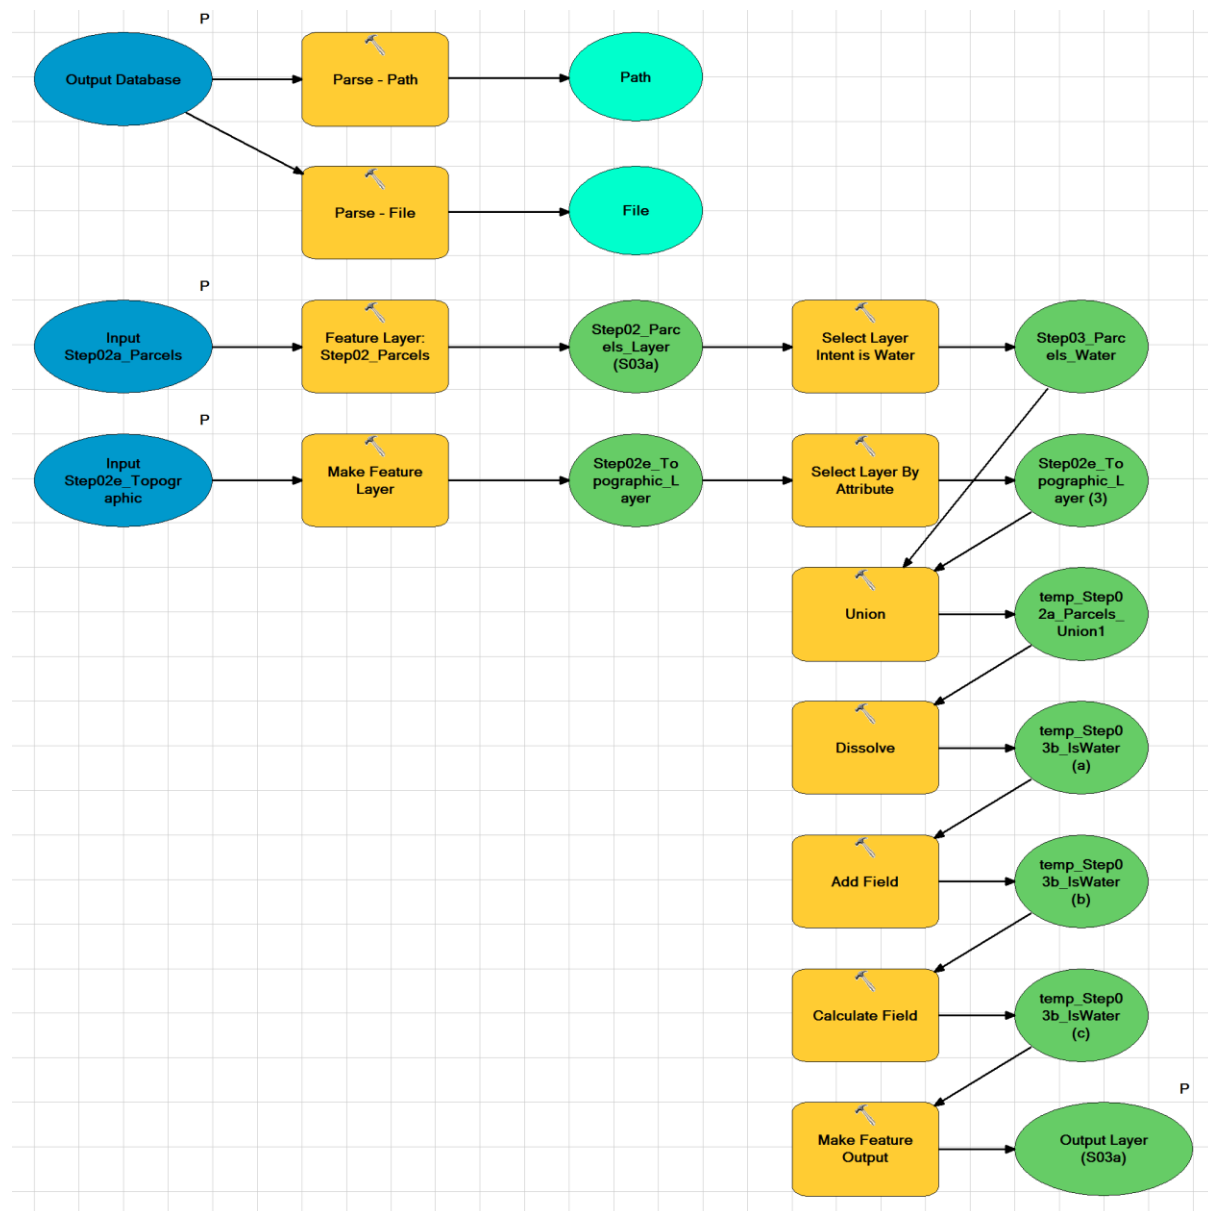 P
Output Database
Parse - Path
Path
Parse - File
File
P
Input
Step02a_Parcels
Feature Layer:
Step02_Parcels
Step02_Parc
els_Layer
(S03a)
Select Layer
Intent is Water
Step03_Parc
els_Water
P
Input
Step02e_Topogr
aphic
Make Feature
Layer
Step02e_To
pographic_L
ayer
Select Layer By
Attribute
Step02e_To
pographic_L
ayer (3)
Union
temp_Step0
2a_Parcels_
Union1
Dissolve
temp_Step0
3b_IsWater
(a)
Add Field
temp_Step0
3b_IsWater
(b)
Calculate Field
temp_Step0
3b_IsWater
(c)
P
Make Feature
Output
Output Layer
(S03a)